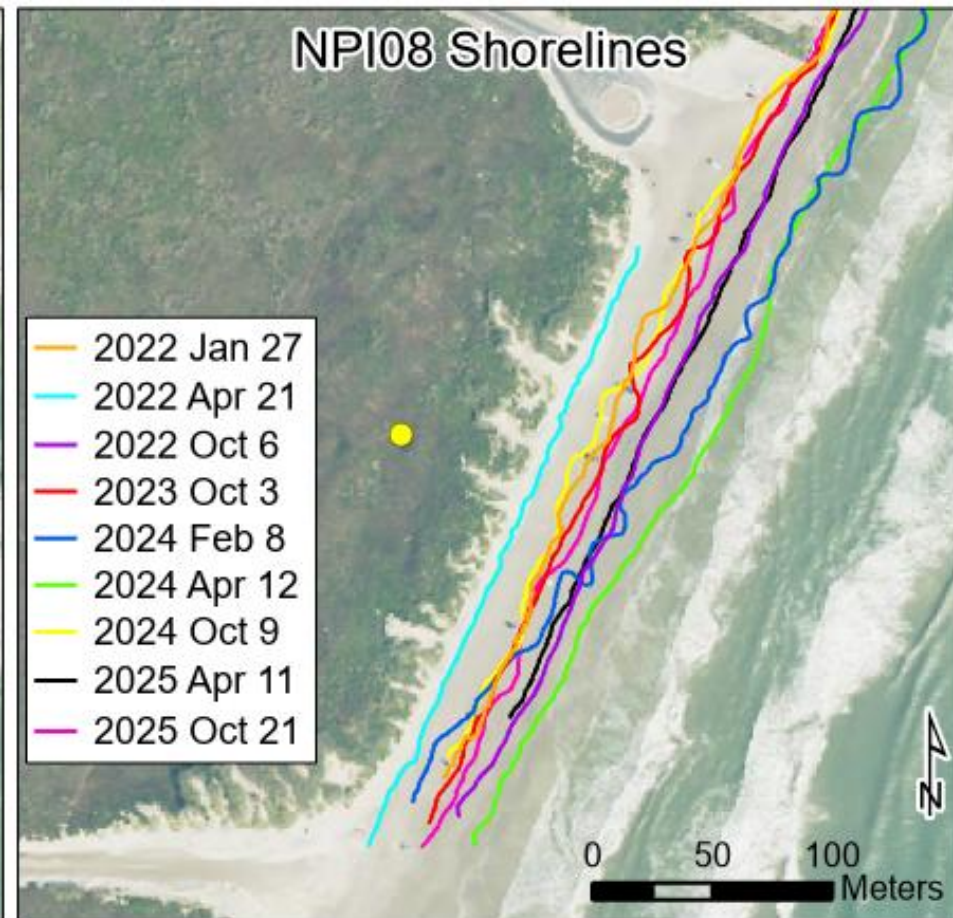 NPI08 Shorelines
2022 Jan 27
2022 Apr 21
2022 Oct 6
2023 Oct 3
2024 Feb 8
2024 Apr 12
2024 Oct 9
2025 Apr 11
2025 Oct 21
N
0 50 100
Meters